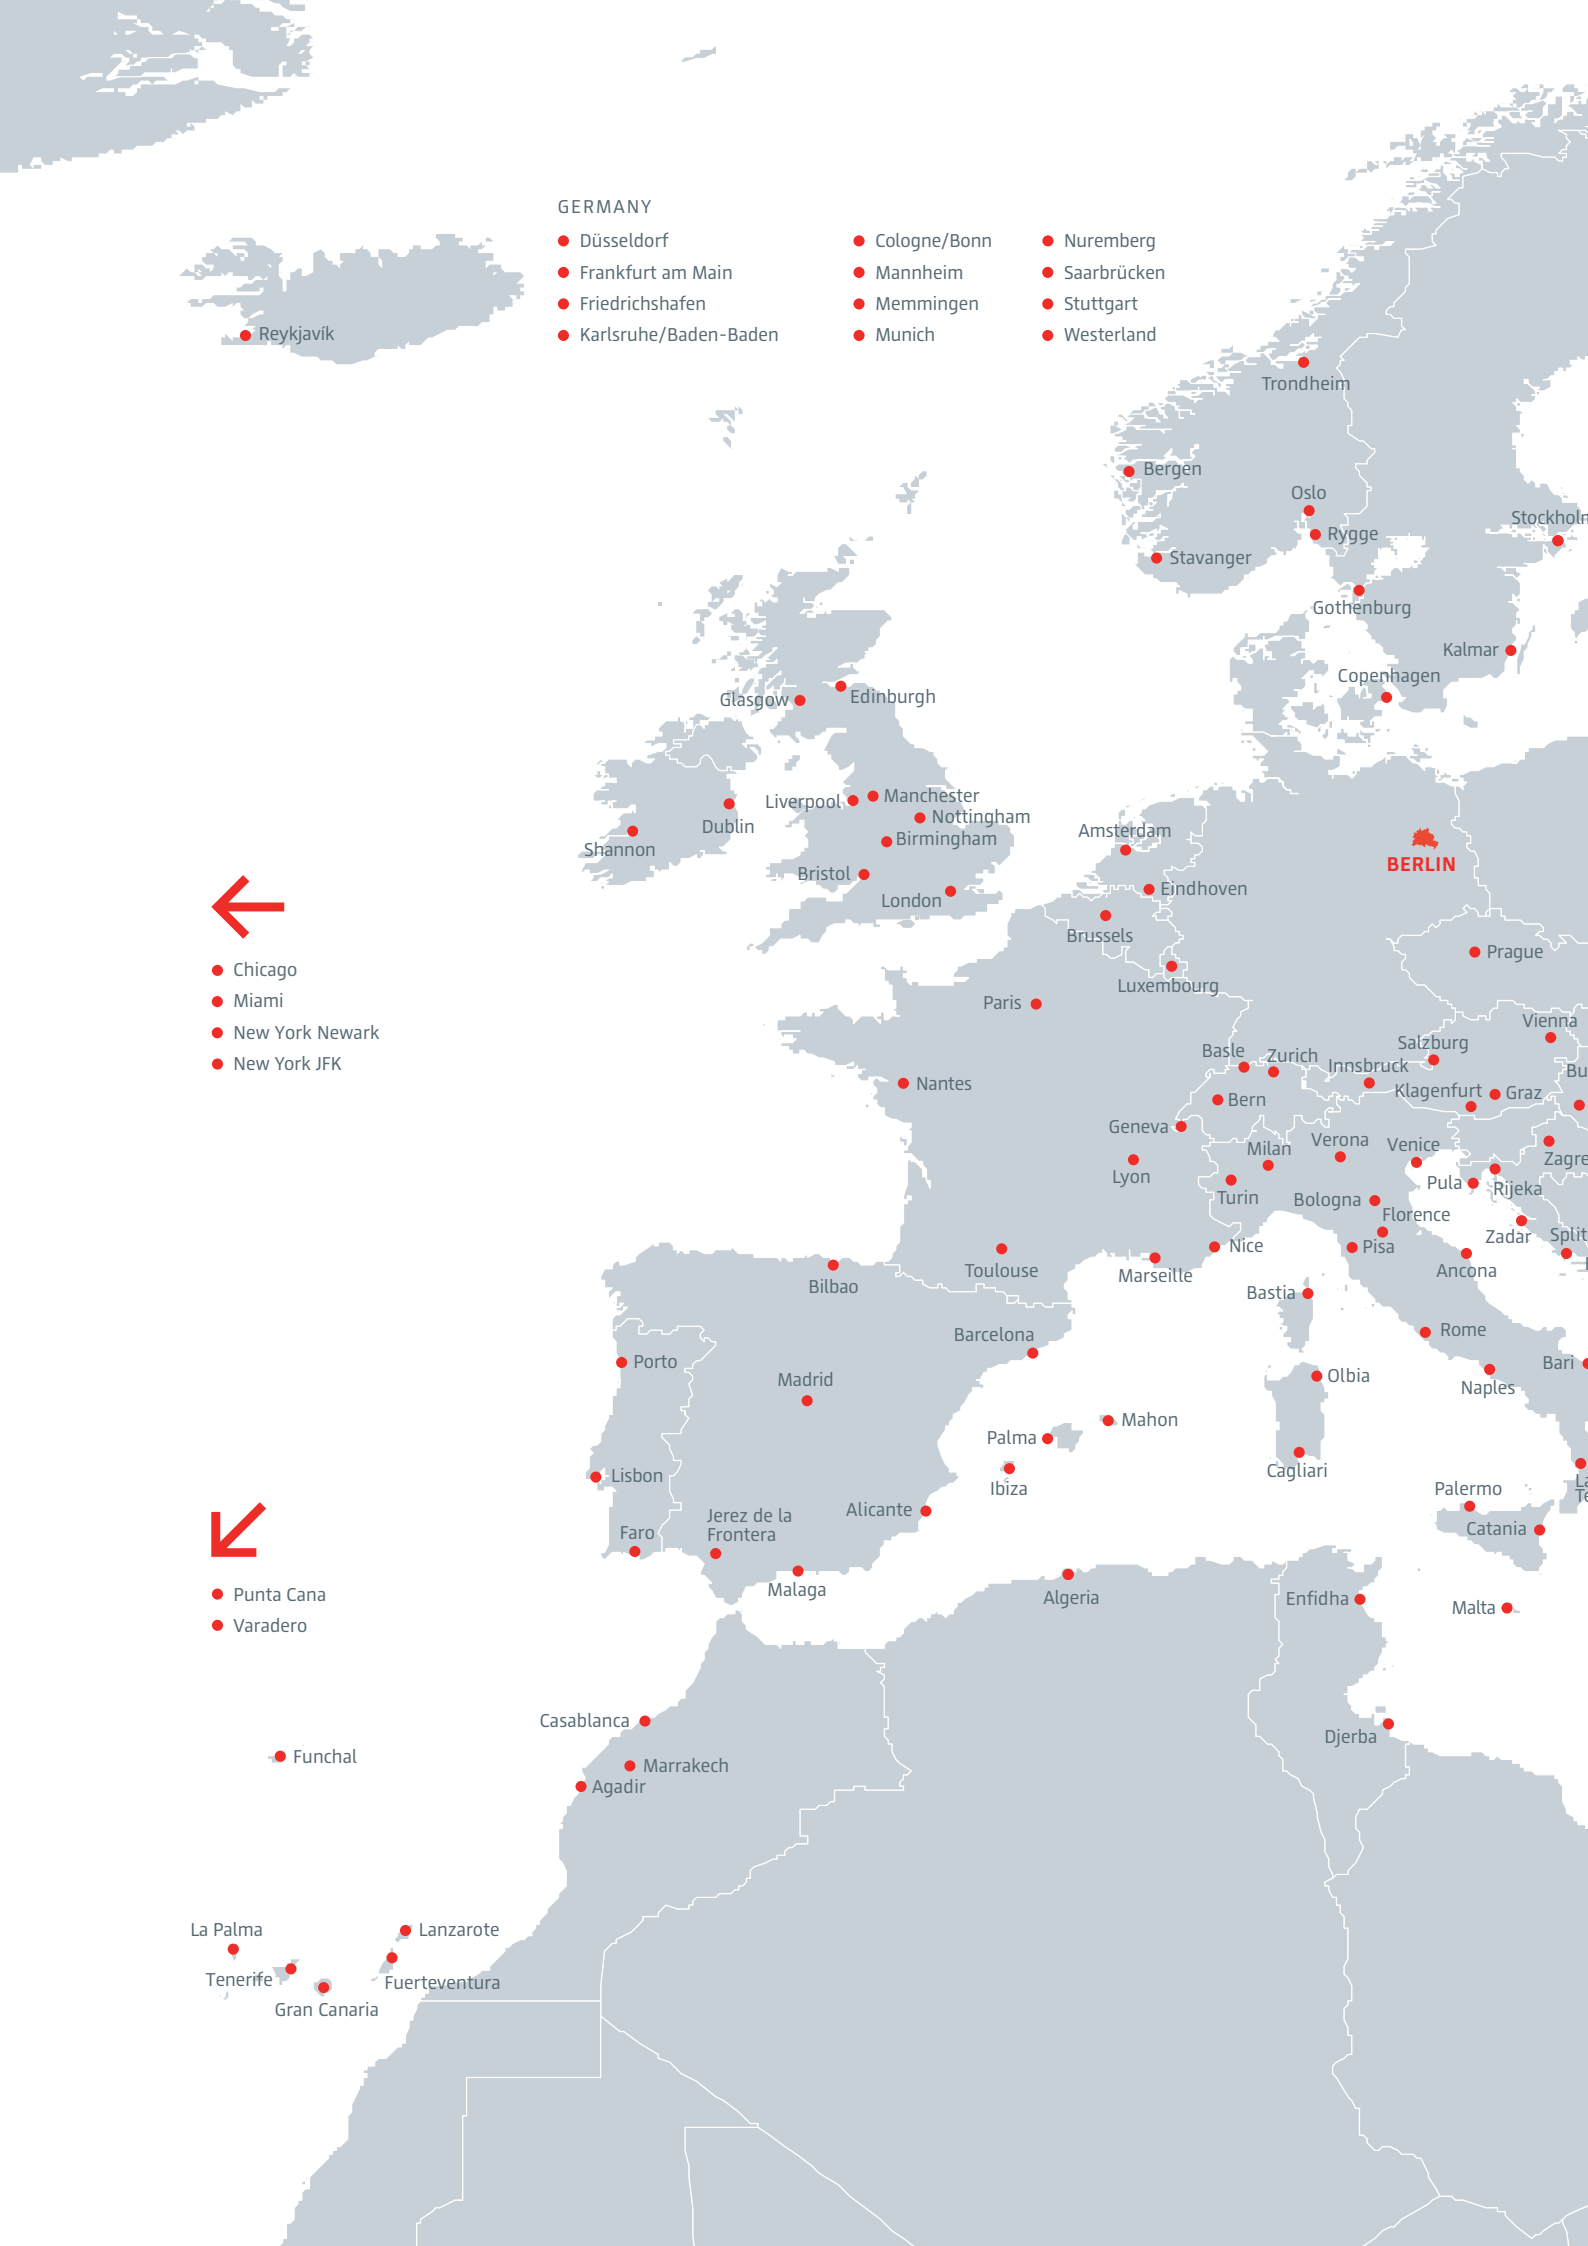 GERMANY
Düsseldorf
Frankfurt am Main
Friedrichshafen
Karlsruhe/Baden-Baden
Cologne/Bonn
Mannheim
Memmingen
Munich
Nuremberg
Saarbrücken
Stuttgart
Westerland
Reykjavík
Trondheim
Bergen
Oslo
Rygge
Stockholm
Stavanger
Gothenburg
Kalmar
Copenhagen
Glasgow
Edinburgh
Liverpool
Manchester
Nottingham
Dublin
Birmingham
Shannon
Bristol
London
Amsterdam
Eindhoven
BERLIN
Brussels
Prague
Luxembourg
Paris
Chicago
Miami
New York Newark
New York JFK
Vienna
Salzburg
Basle
Zurich
Innsbruck
Bu
Nantes
Klagenfurt
Graz
Bern
Geneva
Milan
Verona
Venice
Zagre
Lyon
Turin
Pula
Rijeka
Bologna
Florence
Zadar
Split
Nice
Pisa
Toulouse
Marseille
Ancona
Bilbao
Bastia
Barcelona
Rome
Porto
Bari
Madrid
Olbia
Naples
Mahon
Palma
Lisbon
Ibiza
Cagliari
Palermo
Alicante
Jerez de la
Frontera
Faro
Catania
Malaga
Algeria
Enfidha
Malta
Punta Cana
Varadero
Casablanca
Djerba
Funchal
Marrakech
Agadir
La Palma
Lanzarote
Tenerife
Fuerteventura
Gran Canaria